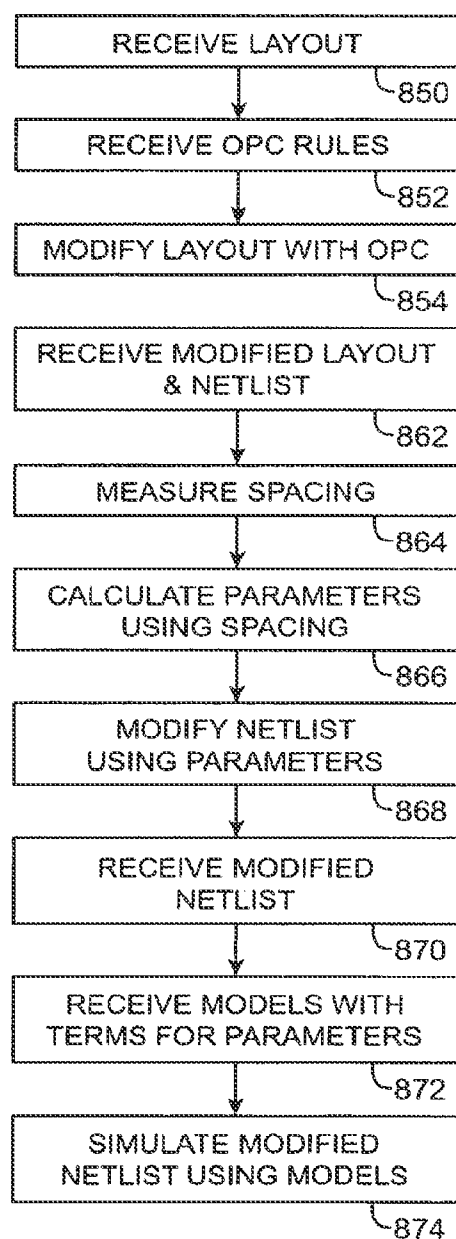 RECEIVE LAYOUT
850
RECEIVE OPC RULES
852
MODIFY LAYOUT WITH OPC
854
RECEIVE MODIFIED LAYOUT
& NETLIST
862
MEASURE SPACING
864
CALCULATE PARAMETERS
USING SPACING
866
MODIFY NETLIST
USING PARAMETERS
868
RECEIVE MODIFIED
NETLIST
870
RECEIVE MODELS WITH
TERMS FOR PARAMETERS
872
SIMULATE MODIFIED
NETLIST USING MODELS
874